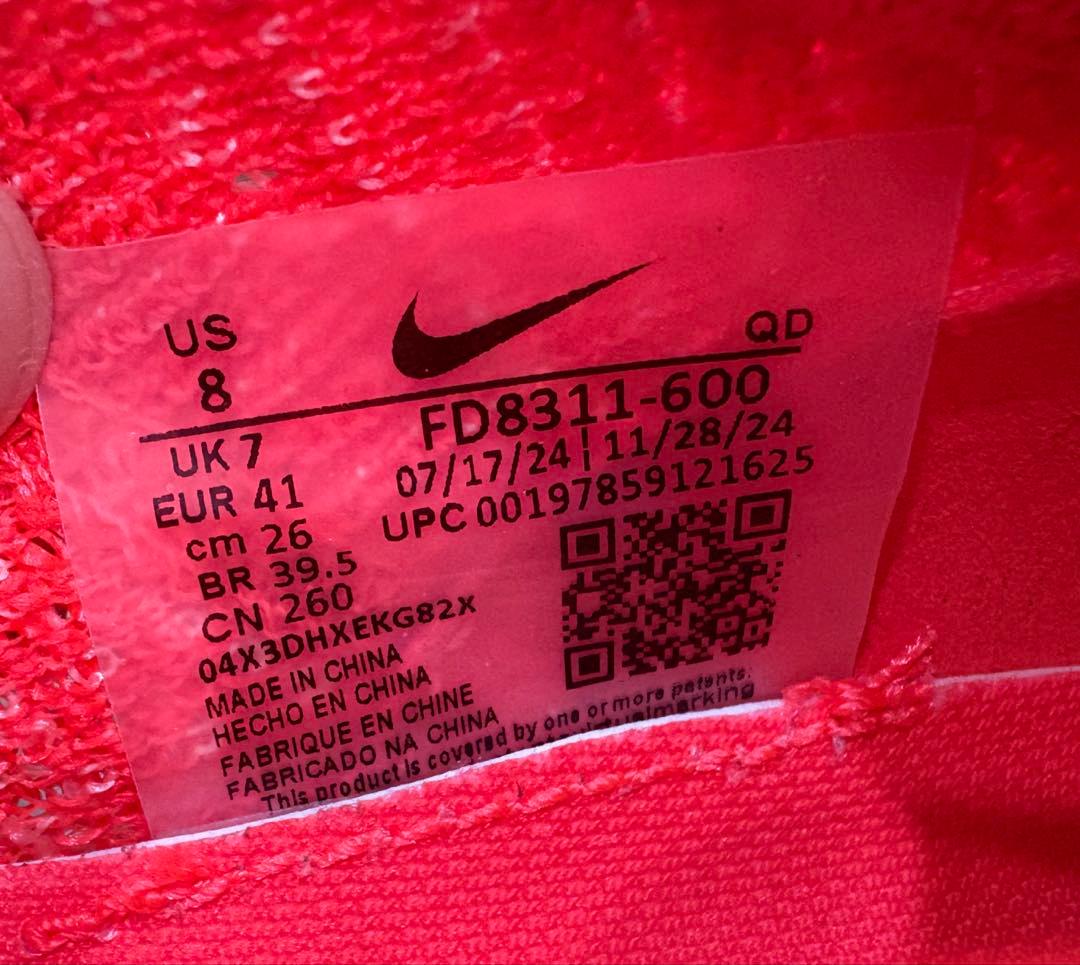 US
8
QD
FD8311-600
07/17/24 | 11/28/24
UPC 00197859121625
UK 7
EUR 41
cm 26
BR 39.5
CN 260
04X3DHXEKG82X
MADE IN CHINA
HECHO EN CHINA
FABRIQUE EN CHINE
FABRICADO NA CHINA
This product is covered by one or more patents.